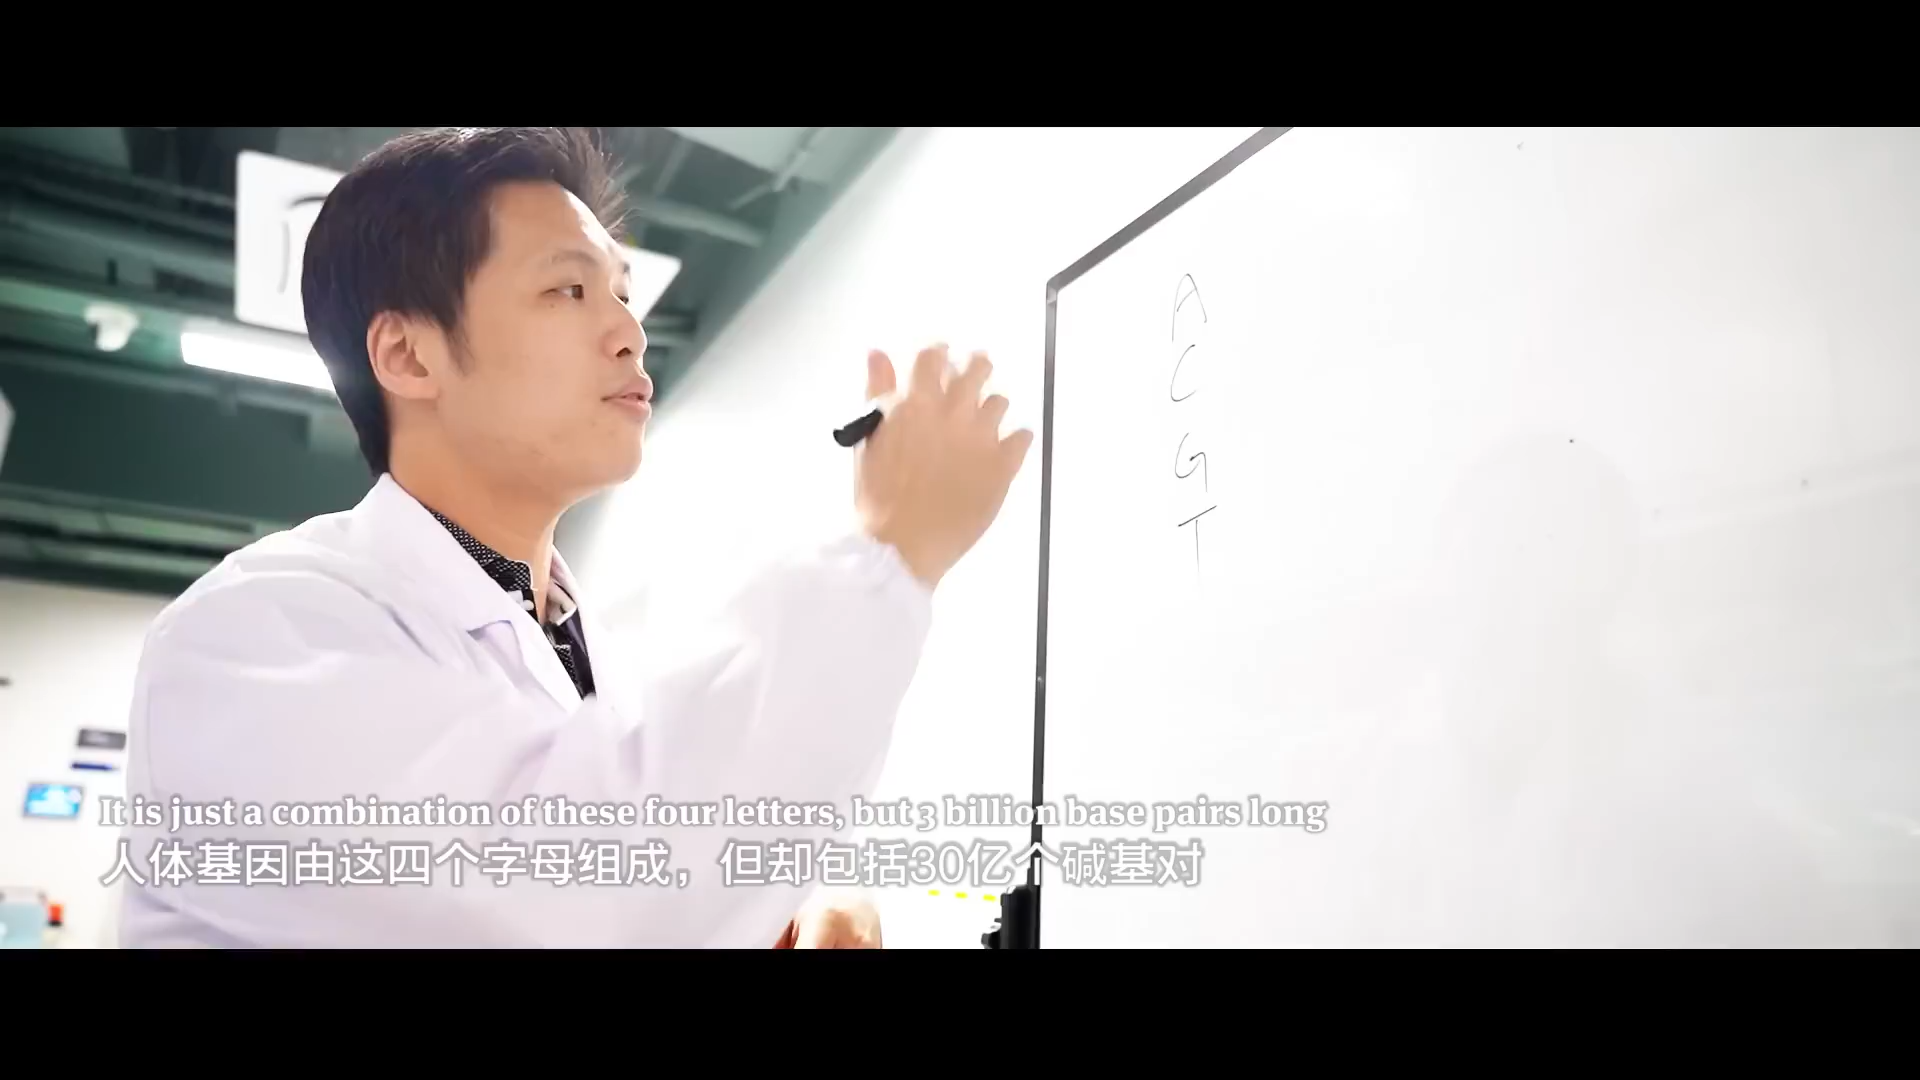 A
C
G
T
It is just a combination of these four letters, but 3 billion base pairs long
人体基因由这四个字母组成，但却包括30亿个碱基对